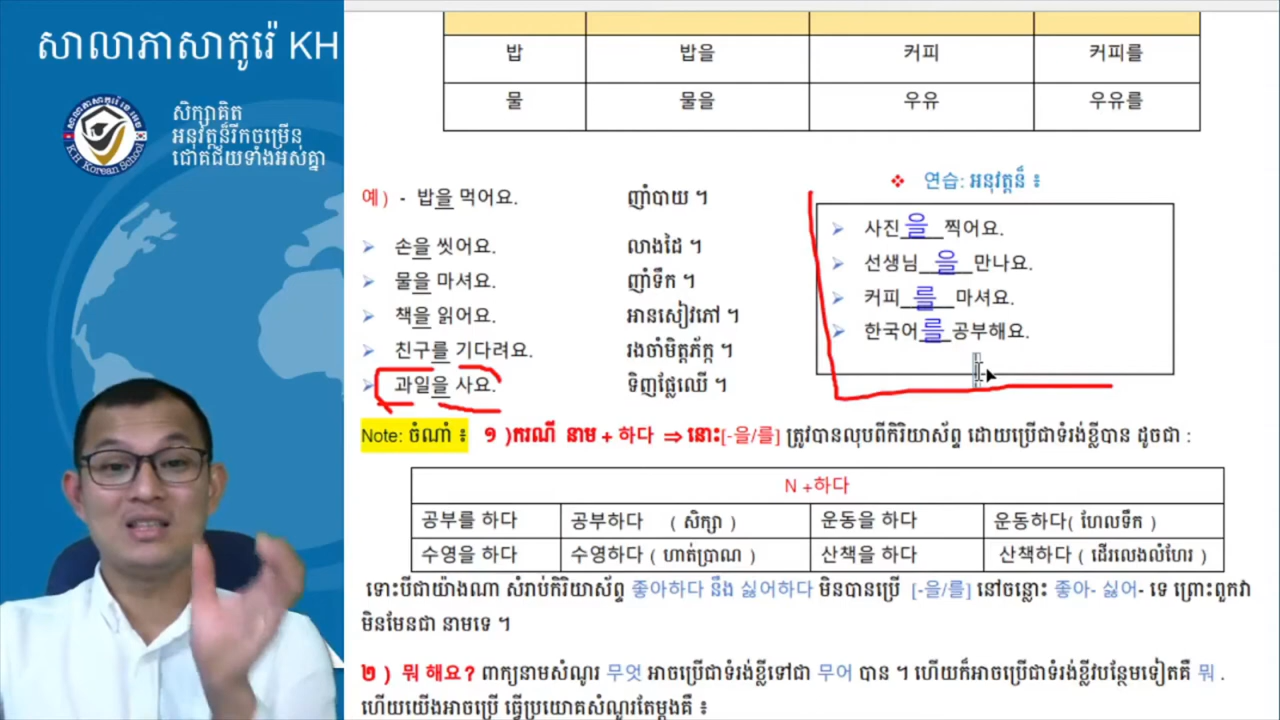 សាលាភាសាកូរ៉េ KH
សិក្សាគិត
អនុវត្តន៏រីកចម្រើន
ជោគជ័យទាំងអស់គ្នា
K.H Korean School
밥 밥을 커피 커피를
물 물을 우유 우유를
예) - 밥을 먹어요. ញ៉ាំបាយ ។
손을 씻어요. លាងដៃ ។
물을 마셔요. ញ៉ាំទឹក ។
책을 읽어요. អានសៀវភៅ ។
친구를 기다려요. រងចាំមិត្តភ័ក្ត ។
과일을 사요. ទិញផ្លែឈើ ។
연습: អនុវត្តន៏ ៖
사진 을 찍어요.
선생님 을 만나요.
커피 를 마셔요.
한국어 를 공부해요.
Note: ចំណាំ ៖ ១ )ករណី នាម + 하다 ⇒ នោះ[-을/를] ត្រូវបានលុបពីកិរិយាស័ព្ទ ដោយប្រើជាទំរង់ខ្លីបាន ដូចជា :
N +하다
공부를 하다 공부하다 ( សិក្សា ) 운동을 하다 운동하다( ហែលទឹក )
수영을 하다 수영하다 ( ហាត់ប្រាណ ) 산책을 하다 산책하다 ( ដើរលេងលំហែរ )
ទោះបីជាយ៉ាងណា សំរាប់កិរិយាស័ព្ទ 좋아하다 នឹង 싫어하다 មិនបានប្រើ [-을/를] នៅចន្លោះ 좋아- 싫어- ទេ ព្រោះពួកវា
មិនមែនជា នាមទេ ។
២ ) 뭐 해요? ពាក្យនាមសំណួរ 무엇 អាចប្រើជាទំរង់ខ្លីទៅជា 무어 បាន ។ ហើយក៏អាចប្រើជាទំរង់ខ្លីបន្ថែមទៀតគឺ 뭐 .
ហើយយើងអាចប្រើ ធ្វើប្រយោគសំណួរតែម្តងគឺ ៖